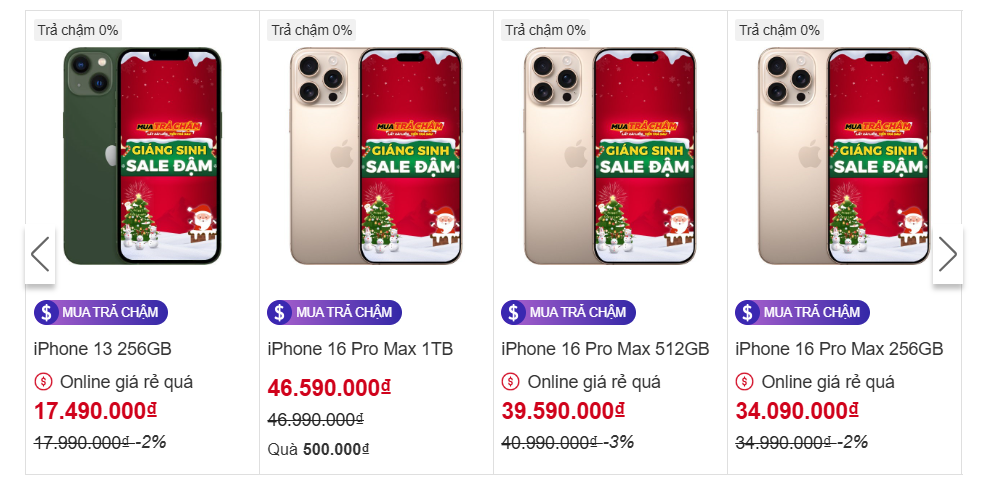 Trả chậm 0%
MUA TRẢ CHẬM
GIÁNG SINH
SALE ĐẬM
MUA TRẢ CHẬM
iPhone 13 256GB
Online giá rẻ quá
17.490.000₫
17.990.000₫ -2%
Trả chậm 0%
MUA TRẢ CHẬM
GIÁNG SINH
SALE ĐẬM
MUA TRẢ CHẬM
iPhone 16 Pro Max 1TB
46.590.000₫
46.990.000₫
Quà 500.000₫
Trả chậm 0%
MUA TRẢ CHẬM
GIÁNG SINH
SALE ĐẬM
MUA TRẢ CHẬM
iPhone 16 Pro Max 512GB
Online giá rẻ quá
39.590.000₫
40.990.000₫ -3%
Trả chậm 0%
MUA TRẢ CHẬM
GIÁNG SINH
SALE ĐẬM
MUA TRẢ CHẬM
iPhone 16 Pro Max 256GB
Online giá rẻ quá
34.090.000₫
34.990.000₫ -2%